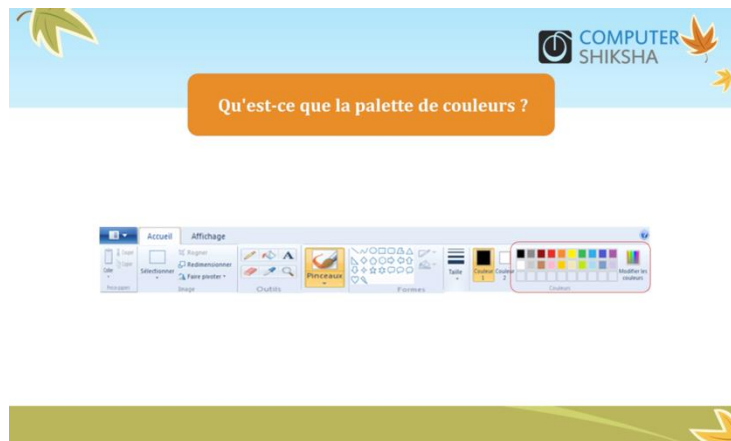 COMPUTER
SHIKSHA
Qu'est-ce que la palette de couleurs ?
Accueil Affichage
Rogner
Redimensionner
Sélectionner
Faire pivoter
Pinceaux
Taille
Couleur 1
Couleur 2
Modifier les couleurs
Image
Outils
Formes
Couleurs